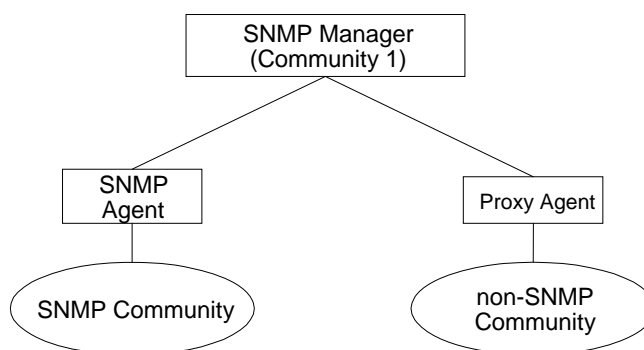 SNMP Manager
(Community 1)
SNMP
Agent
Proxy Agent
SNMP Community
non-SNMP
Community